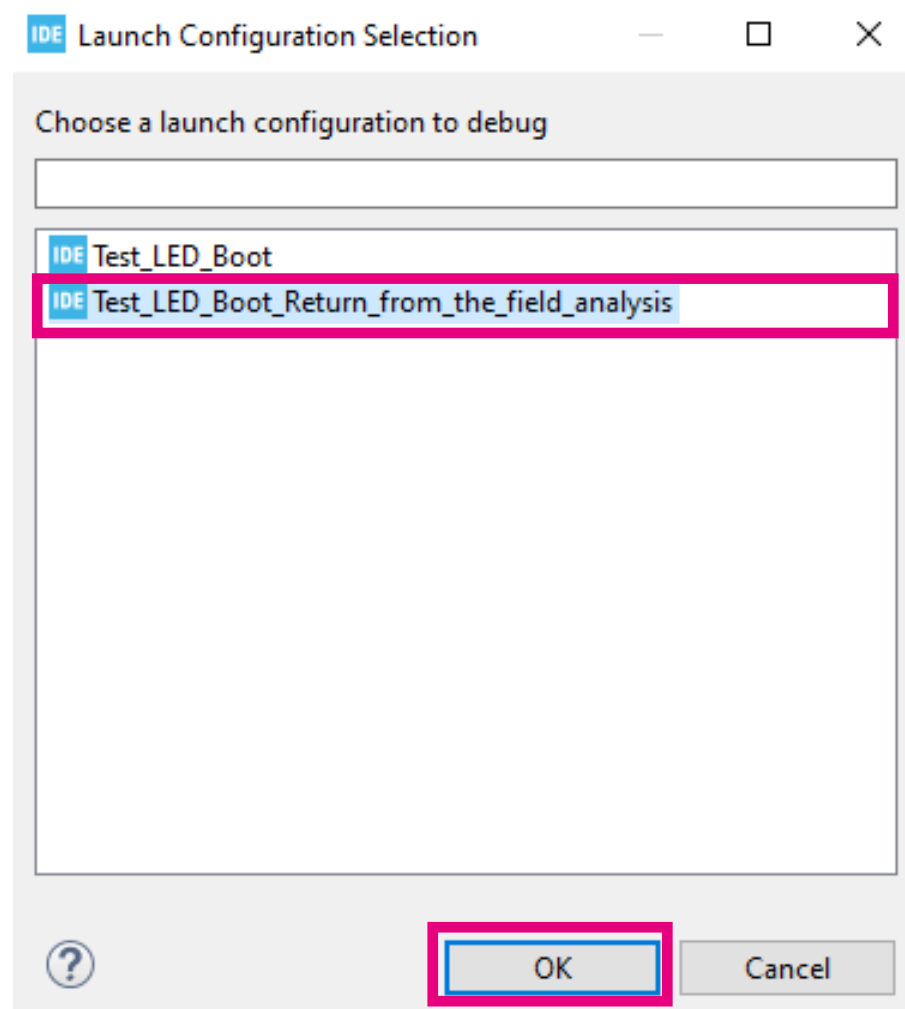 IDE Launch Configuration Selection
Choose a launch configuration to debug
IDE Test_LED_Boot
IDE Test_LED_Boot_Return_from_the_field_analysis
? OK Cancel